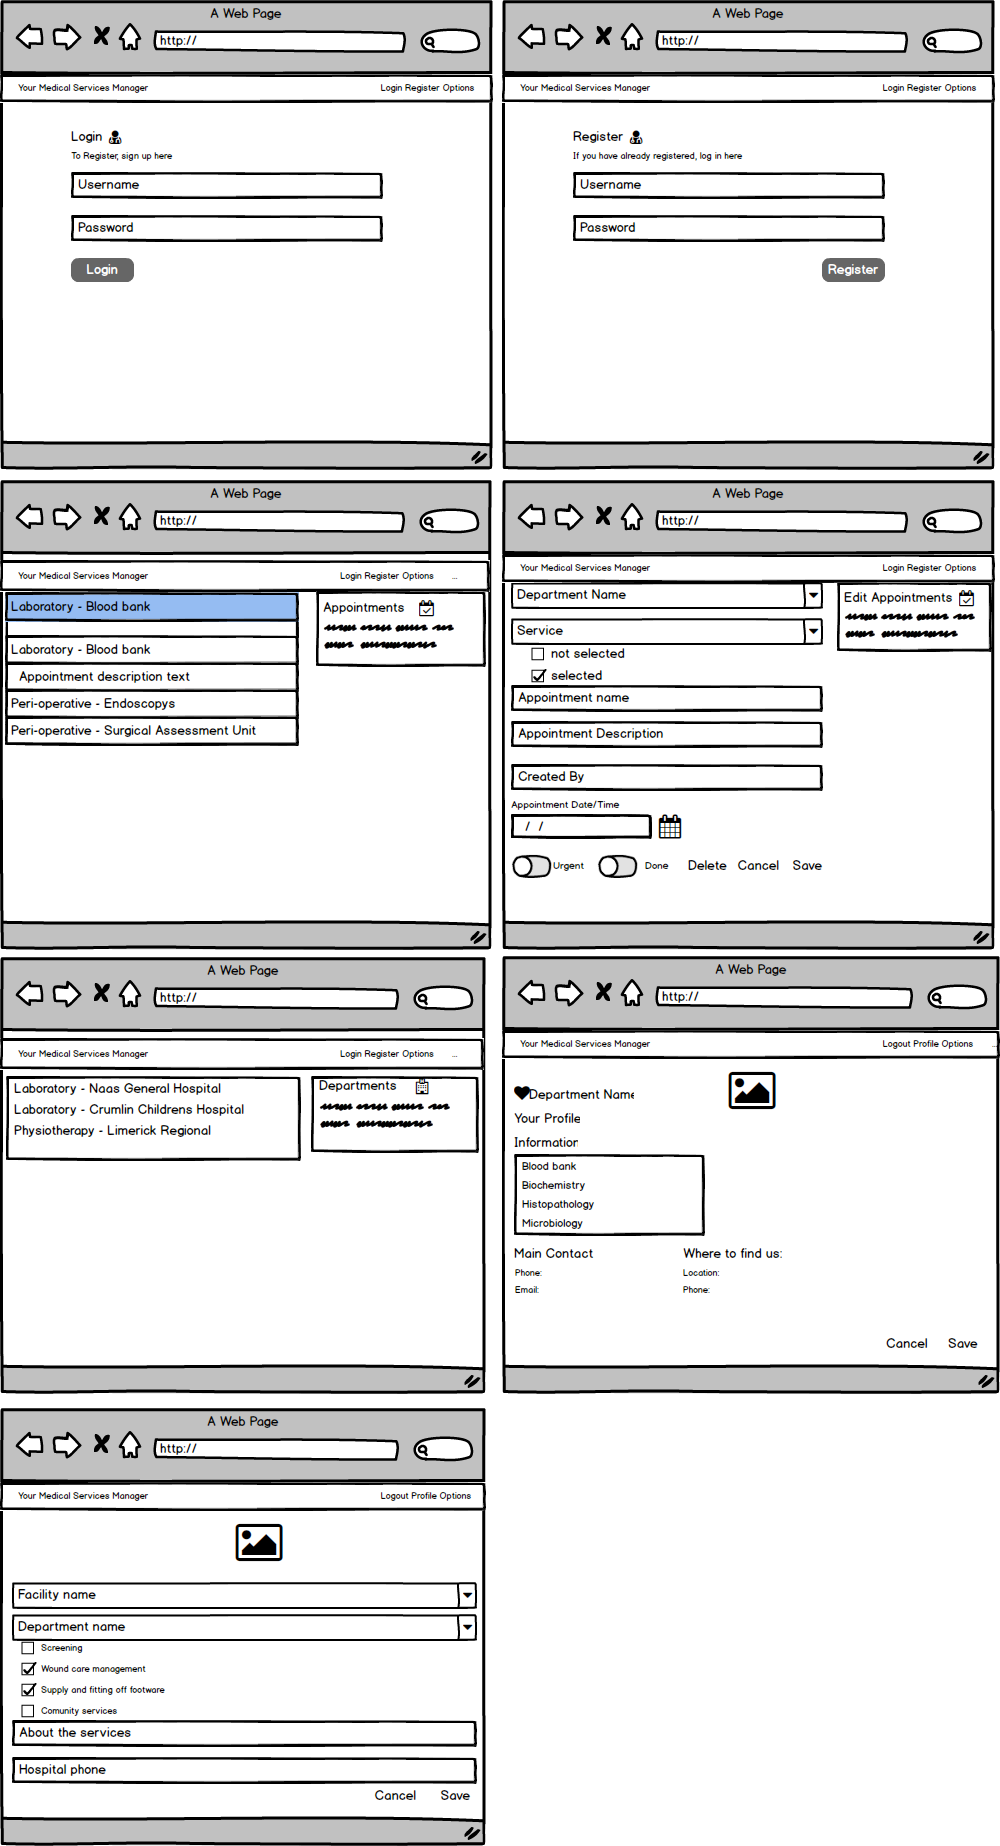 A Web Page
http://
Your Medical Services Manager
Login Register Options
Login
To Register, sign up here
Username
Password
Login
A Web Page
http://
Your Medical Services Manager
Login Register Options
Register
If you have already registered, log in here
Username
Password
Register
A Web Page
http://
Your Medical Services Manager
Login Register Options ...
Laboratory - Blood bank
Laboratory - Blood bank
Appointment description text
Peri-operative - Endoscopys
Peri-operative - Surgical Assessment Unit
Appointments
A Web Page
http://
Your Medical Services Manager
Login Register Options
Department Name
Service
not selected
selected
Appointment name
Appointment Description
Created By
Appointment Date/Time
/ /
Urgent Done Delete Cancel Save
Edit Appointments
A Web Page
http://
Your Medical Services Manager
Login Register Options ...
Laboratory - Naas General Hospital
Laboratory - Crumlin Childrens Hospital
Physiotherapy - Limerick Regional
Departments
A Web Page
http://
Your Medical Services Manager
Logout Profile Options
Department Name
Your Profile
Information
Blood bank
Biochemistry
Histopathology
Microbiology
Main Contact
Phone:
Email:
Where to find us:
Location:
Phone:
Cancel Save
A Web Page
http://
Your Medical Services Manager
Logout Profile Options
Facility name
Department name
Screening
Wound care management
Supply and fitting off footware
Comunity services
About the services
Hospital phone
Cancel Save